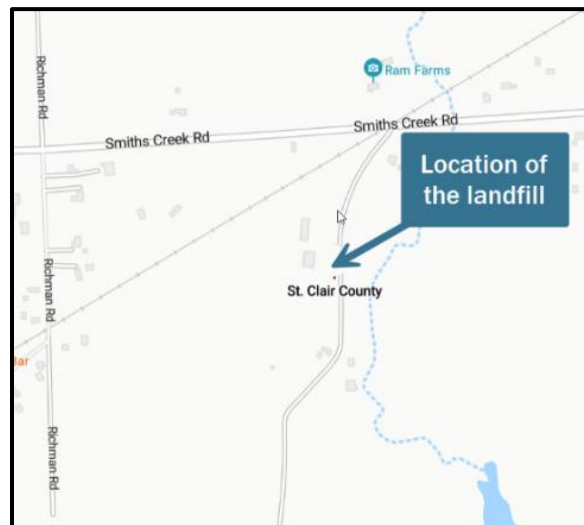 Richman Rd
Ram Farms
Smiths Creek Rd
Smiths Creek Rd
Location of
the landfill
Richman Rd
St. Clair County
Bar
Richman Rd